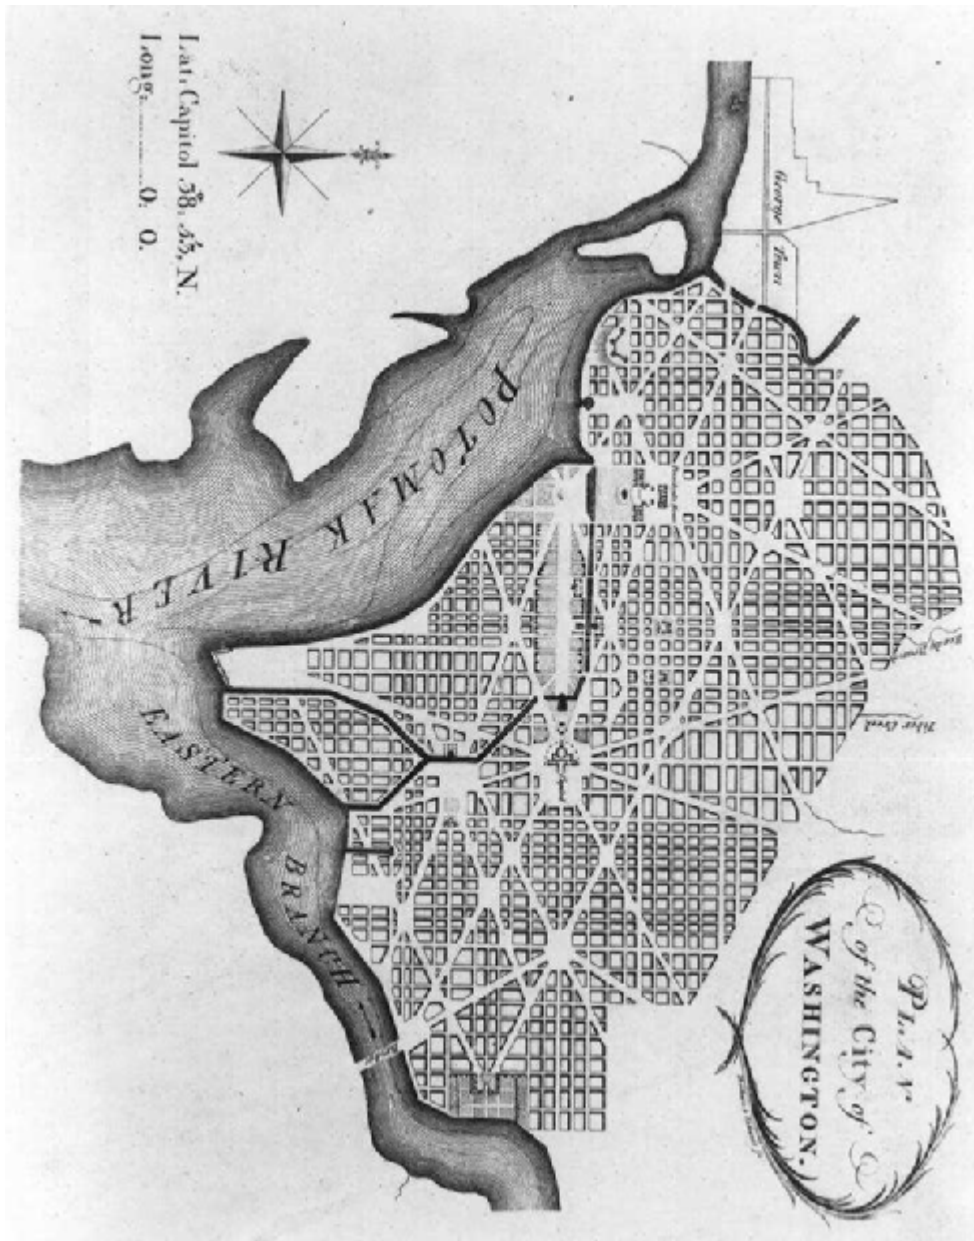 PLAN
of the City of
WASHINGTON.
George Town
POTOMAK RIVER
EASTERN BRANCH
Lat. Capitol 38. 53, N.
Long. 0. 0.